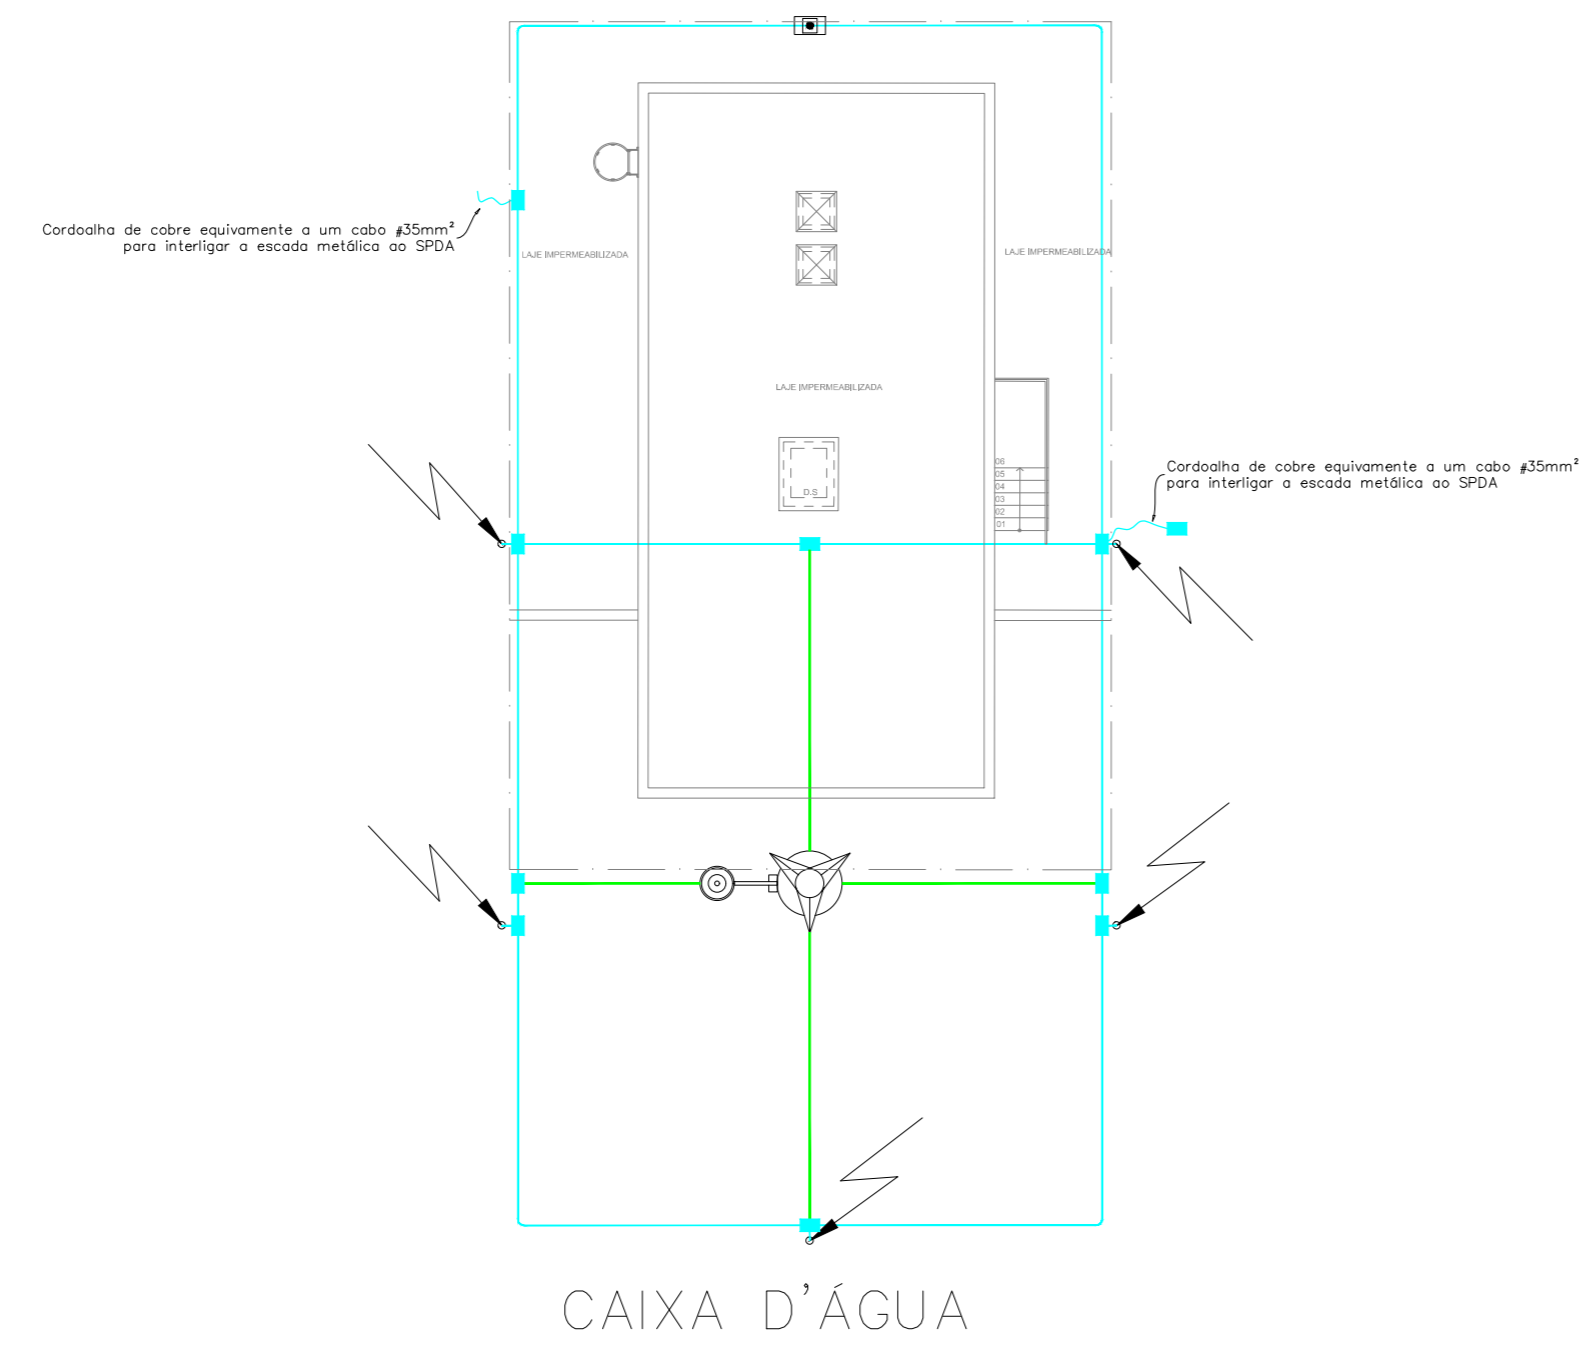 Cordoalha de cobre equivamente a um cabo #35mm²
para interligar a escada metálica ao SPDA
LAJE IMPERMEABILIZADA
LAJE IMPERMEABILIZADA
LAJE IMPERMEABILIZADA
Cordoalha de cobre equivamente a um cabo #35mm²
para interligar a escada metálica ao SPDA
D.S
06
05
04
03
02
01
CAIXA D'ÁGUA